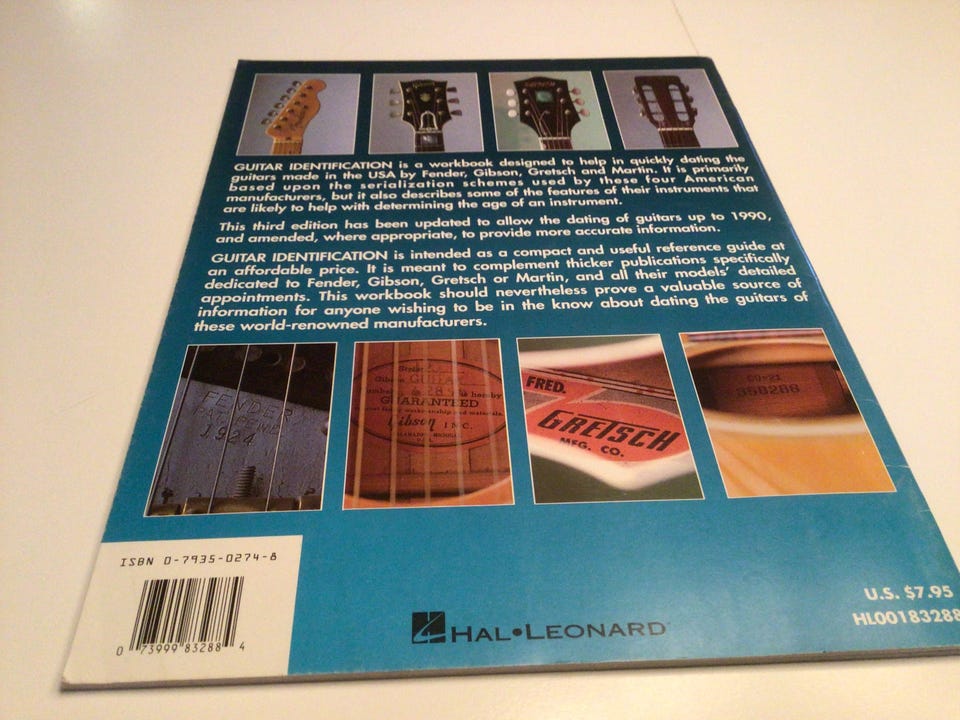 Gibson
GRETSCH
GUITAR IDENTIFICATION is a workbook designed to help in quickly dating the
guitars made in the USA by Fender, Gibson, Gretsch and Martin. It is primarily
based upon the serialization schemes used by these four American
manufacturers, but it also describes some of the features of their instruments that
are likely to help with determining the age of an instrument.
This third edition has been updated to allow the dating of guitars up to 1990,
and amended, where appropriate, to provide more accurate information.
GUITAR IDENTIFICATION is intended as a compact and useful reference guide at
an affordable price. It is meant to complement thicker publications specifically
dedicated to Fender, Gibson, Gretsch or Martin, and all their models' detailed
appointments. This workbook should nevertheless prove a valuable source of
information for anyone wishing to be in the know about dating the guitars of
these world-renowned manufacturers.
FENDER
1924
Gibson GUITAR
is hereby
GUARANTEED
Gibson INC.
FRED.
GRETSCH
MFG. CO.
358288
ISBN 0-7935-0274-8
0 73999 83288 4
HAL•LEONARD
U.S. $7.95
HL00183288